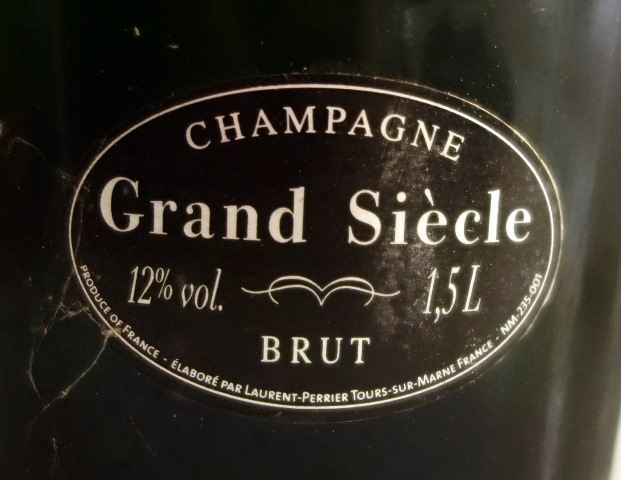 CHAMPAGNE
Grand Siècle
12% vol. 1,5 L
BRUT
PRODUCE OF FRANCE - ÉLABORÉ PAR LAURENT-PERRIER TOURS-SUR-MARNE FRANCE - NM-235-001